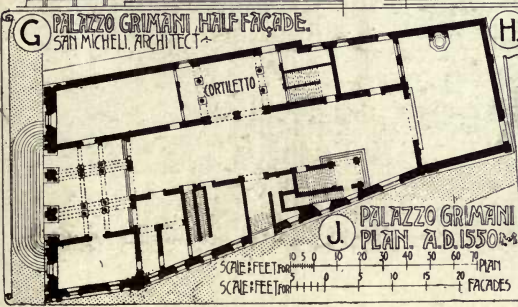 G PALAZZO GRIMANI HALF FAÇADE.
SAN MICHELI, ARCHITECT
H
CORTILETTO
J. PALAZZO GRIMANI
PLAN. A.D. 1550
SCALE: FEET FOR 10 5 0 10 20 30 40 50 60 70 PLAN
SCALE: FEET FOR 0 5 10 15 20 FACADES